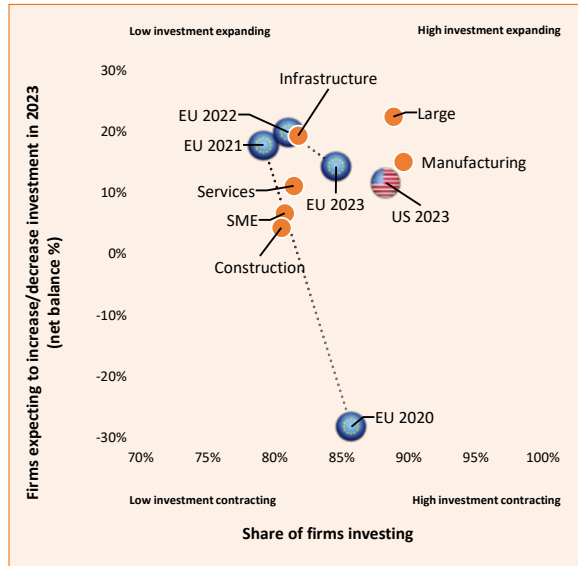 Low investment expanding
High investment expanding
Firms expecting to increase/decrease investment in 2023
(net balance %)
30%
20%
10%
0%
-10%
-20%
-30%
Infrastructure
EU 2022
Large
EU 2021
Manufacturing
Services
EU 2023
US 2023
SME
Construction
EU 2020
70%
75%
80%
85%
90%
95%
100%
Low investment contracting
High investment contracting
Share of firms investing